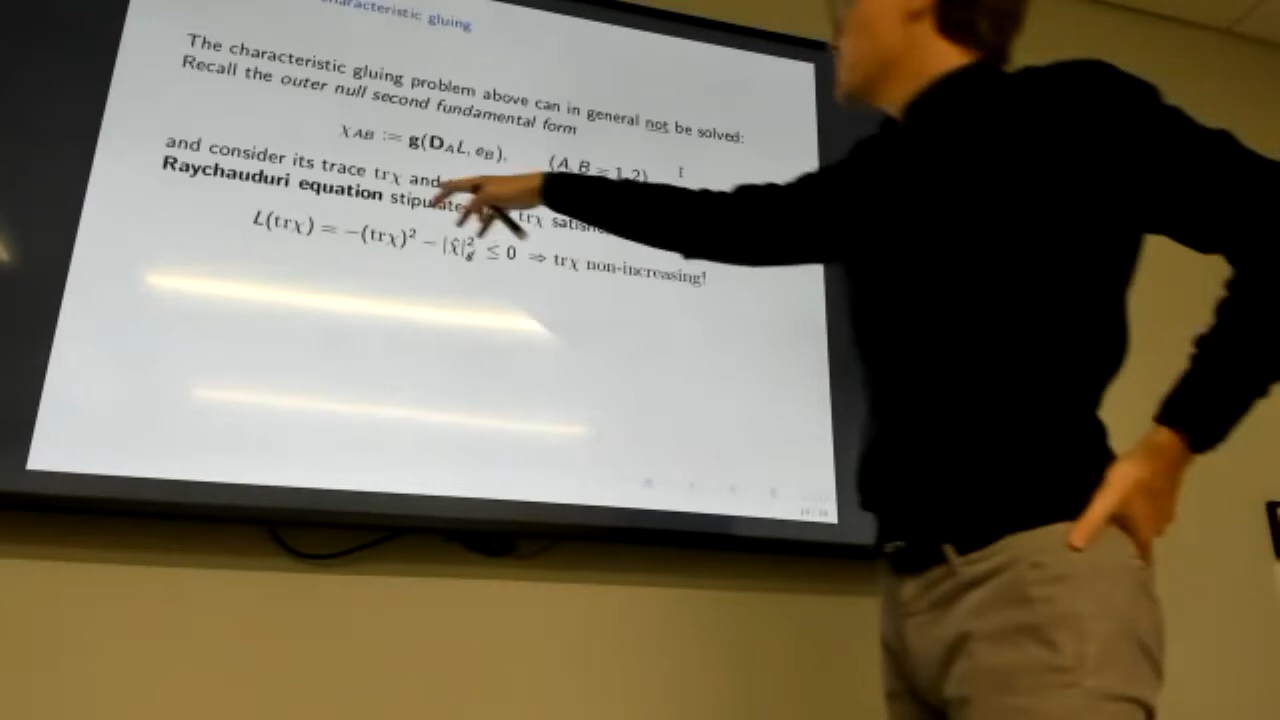 characteristic gluing
The characteristic gluing problem above can in general not be solved:
Recall the outer null second fundamental form
χ_AB := g(D_A L, e_B), (A, B = 1, 2)
and consider its trace trχ and
Raychauduri equation stipulates trχ
L(trχ) = −(trχ)² − |χ̂|²_g̸ ≤ 0 ⇒ trχ non-increasing!